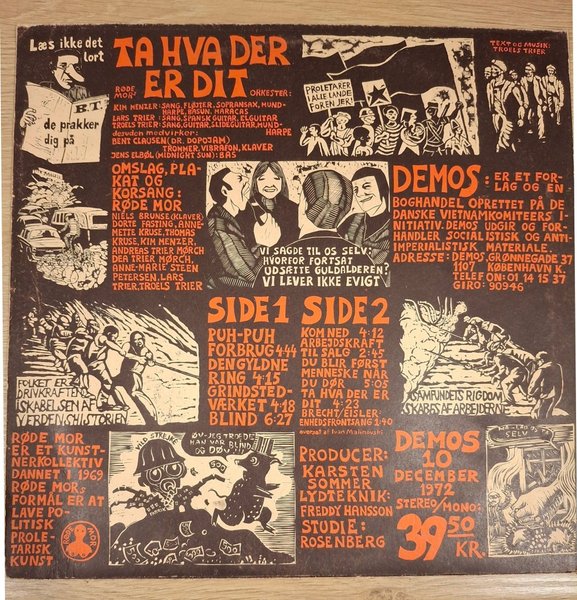 Læs ikke det
lort
B.T.
de prakker
dig på
TA HVA DER
ER DIT
RØDE
MOR
ORKESTER:
KIM MENZER: SANG, FLØJTER, SOPRANSAX, MUND-
HARPE, BASUN, MARACAS
LARS TRIER: SANG, SPANSK GUITAR, ELGUITAR
TROELS TRIER: SANG, GUITAR, SLIDEGUITAR, MUND
HARPE
desuden medvirker:
BENT CLAUSEN (DR. DOPOJAM)
TROMMER, VIBRAFON, KLAVER
JENS ELBØL (MIDNIGHT SUN): BAS
PROLETARER
I ALLE LANDE
FOREN JER!
TEXT OG MUSIK:
TROELS TRIER
OMSLAG, PLA-
KAT OG
KORSANG:
RØDE MOR
NIELS BRUNSE (KLAVER)
DORTE FASTING, ANNE-
METTE KRUSE, THOMAS
KRUSE, KIM MENZER,
ANDREAS TRIER MØRCH
DEA TRIER MØRCH,
ANNE-MARIE STEEN
PETERSEN, LARS
TRIER, TROELS TRIER
VI SAGDE TIL OS SELV:
HVORFOR FORTSAT
UDSÆTTE GULDALDEREN?
VI LEVER IKKE EVIGT
DEMOS: ER ET FOR-
LAG OG EN
BOGHANDEL OPRETTET PÅ DE
DANSKE VIETNAMKOMITEERS I-
NITIATIV. DEMOS UDGIR OG FOR-
HANDLER SOCIALISTISK OG ANTI-
IMPERIALISTISK MATERIALE.
ADRESSE: DEMOS, GRØNNEGADE 37
1107 KØBENHAVN K.
TELEFON: 01 14 15 37
GIRO: 90946
FOLKET ER
DRIVKRAFTEN I
SKABELSEN AF
VERDENSHISTORIEN
SIDE 1
PUH-PUH
FORBRUG 4:44
DEN GYLDNE
RING 4:15
GRINDSTED-
VÆRKET 4:18
BLIND 6:27
SIDE 2
KOM NED 4:12
ARBEJDSKRAFT
TIL SALG 2:45
DU BLIR FØRST
MENNESKE NÅR
DU DØR 5:05
TA HVA DER ER
DIT 4:23
BRECHT/EISLER:
ENHEDSFRONTSANG 1:40
oversat af Ivan Malinovski
SAMFUNDETS RIGDOM
SKABES AF ARBEJDERNE
RØDE MOR
ER ET KUNST-
NERKOLLEKTIV
DANNET I 1969
RØDE MORS
FORMÅL ER AT
LAVE PO-
LITISK
PROLE-
TARISK
KUNST
RØDE MOR
VILD STREJKE
ØV-JEG TROEDE
HAN VAR BLIND
OG DØV
PRODUCER:
KARSTEN
SOMMER
LYDTEKNIK:
FREDDY HANSSON
STUDIE:
ROSENBERG
DEMOS
10
DECEMBER
1972
STEREO/MONO:
39.50
KR.
SELV